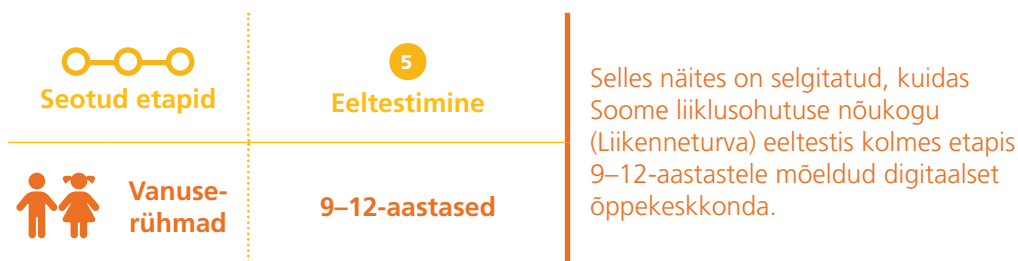 Seotud etapid
5
Eeltestimine
Vanuse-
rühmad
9–12-aastased
Selles näites on selgitatud, kuidas
Soome liiklusohutuse nõukogu
(Liikenneturva) eeltestis kolmes etapis
9–12-aastastele mõeldud digitaalset
õppekeskkonda.